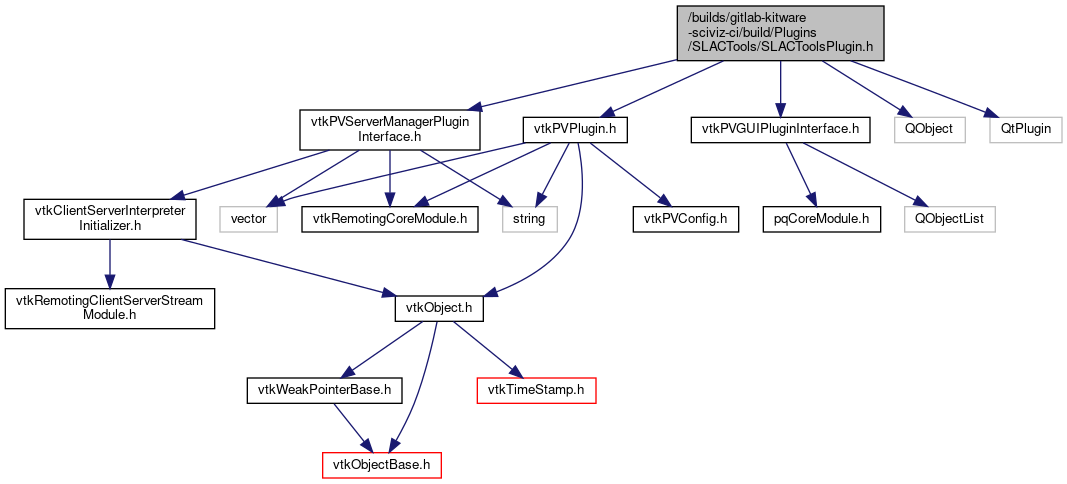 /builds/gitlab-kitware
-sciviz-ci/build/Plugins
/SLACTools/SLACToolsPlugin.h
vtkPVServerManagerPlugin
Interface.h
vtkPVPlugin.h
vtkPVGUIPluginInterface.h
QObject
QtPlugin
vtkClientServerInterpreter
Initializer.h
vector
vtkRemotingCoreModule.h
string
vtkPVConfig.h
pqCoreModule.h
QObjectList
vtkRemotingClientServerStream
Module.h
vtkObject.h
vtkWeakPointerBase.h
vtkTimeStamp.h
vtkObjectBase.h